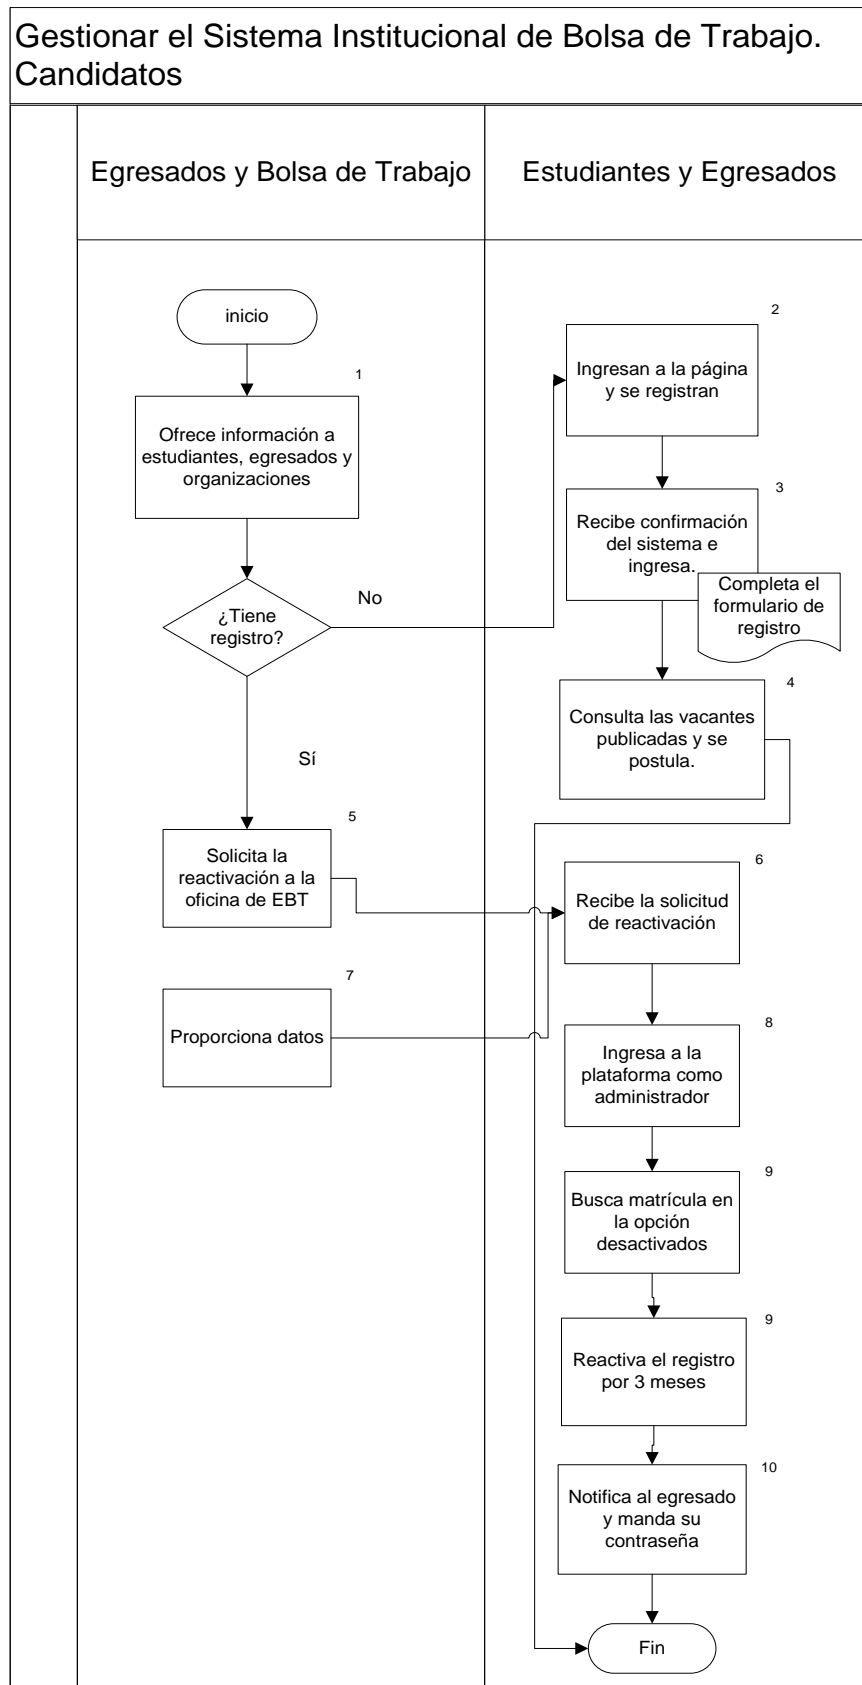 Gestionar el Sistema Institucional de Bolsa de Trabajo.
Candidatos
Egresados y Bolsa de Trabajo
Estudiantes y Egresados
inicio
1
Ofrece información a
estudiantes, egresados y
organizaciones
¿Tiene
registro?
No
Sí
2
Ingresan a la página
y se registran
3
Recibe confirmación
del sistema e
ingresa.
Completa el
formulario de
registro
4
Consulta las vacantes
publicadas y se
postula.
5
Solicita la
reactivación a la
oficina de EBT
6
Recibe la solicitud
de reactivación
7
Proporciona datos
8
Ingresa a la
plataforma como
administrador
9
Busca matrícula en
la opción
desactivados
9
Reactiva el registro
por 3 meses
10
Notifica al egresado
y manda su
contraseña
Fin